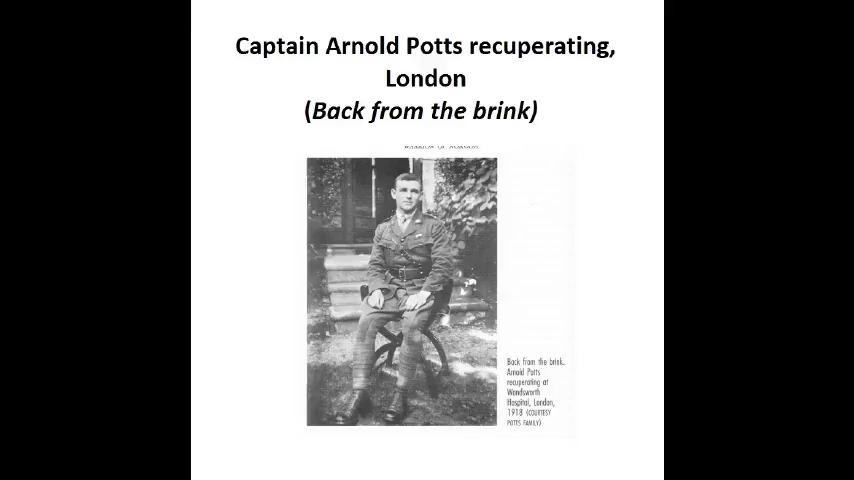 Captain Arnold Potts recuperating,
London
(Back from the brink)
Back from the brink.
Arnold Potts
recuperating at
Wandsworth
Hospital, London,
1918 (COURTESY
POTTS FAMILY)